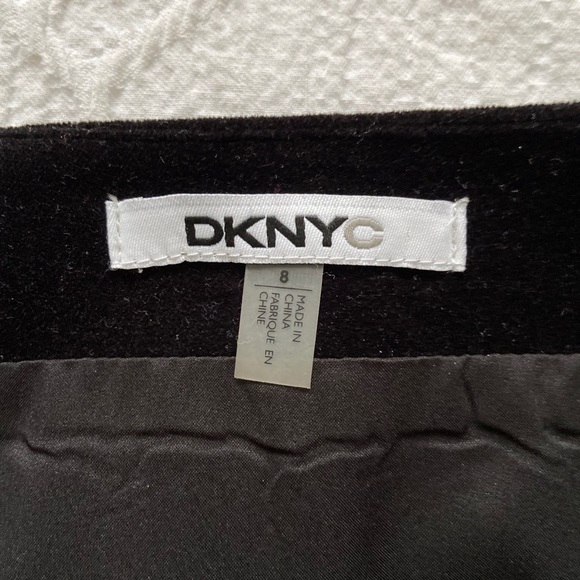 DKNYC
8
MADE IN
CHINA
FABRIQUE EN
CHINE